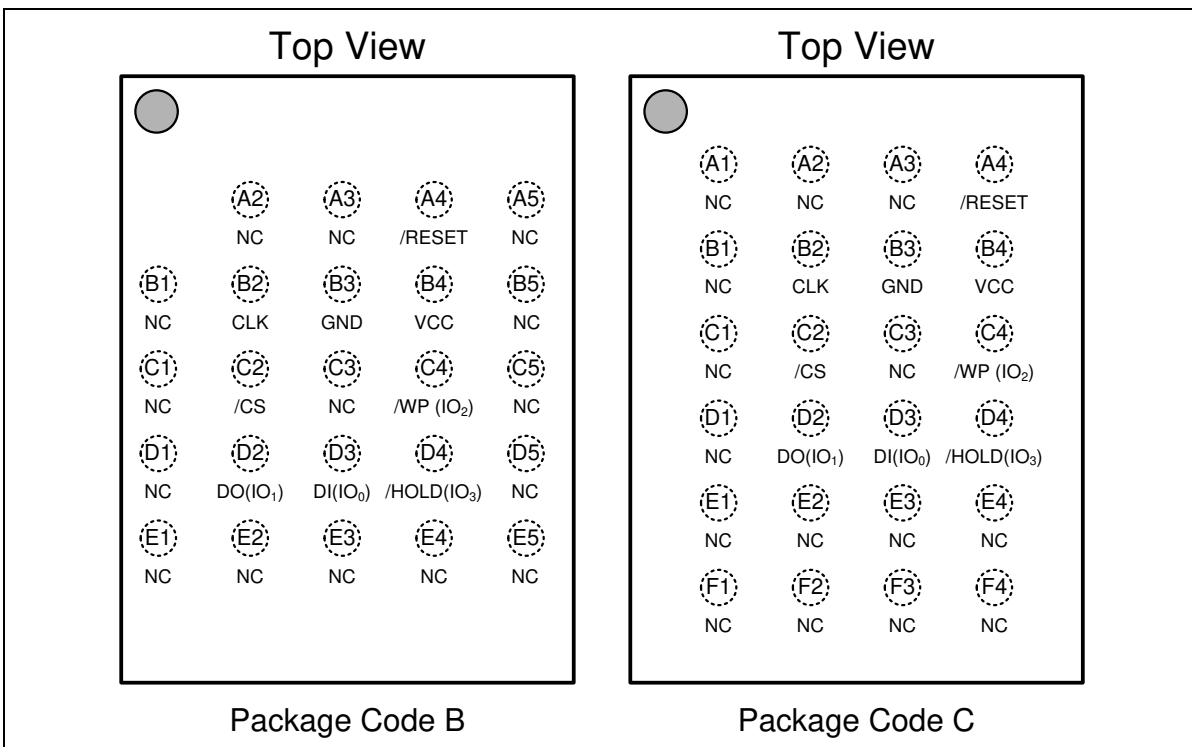 Top View
A2 A3 A4 A5
NC NC /RESET NC
B1 B2 B3 B4 B5
NC CLK GND VCC NC
C1 C2 C3 C4 C5
NC /CS NC /WP (IO₂) NC
D1 D2 D3 D4 D5
NC DO(IO₁) DI(IO₀) /HOLD(IO₃) NC
E1 E2 E3 E4 E5
NC NC NC NC NC
Package Code B
Top View
A1 A2 A3 A4
NC NC NC /RESET
B1 B2 B3 B4
NC CLK GND VCC
C1 C2 C3 C4
NC /CS NC /WP (IO₂)
D1 D2 D3 D4
NC DO(IO₁) DI(IO₀) /HOLD(IO₃)
E1 E2 E3 E4
NC NC NC NC
F1 F2 F3 F4
NC NC NC NC
Package Code C